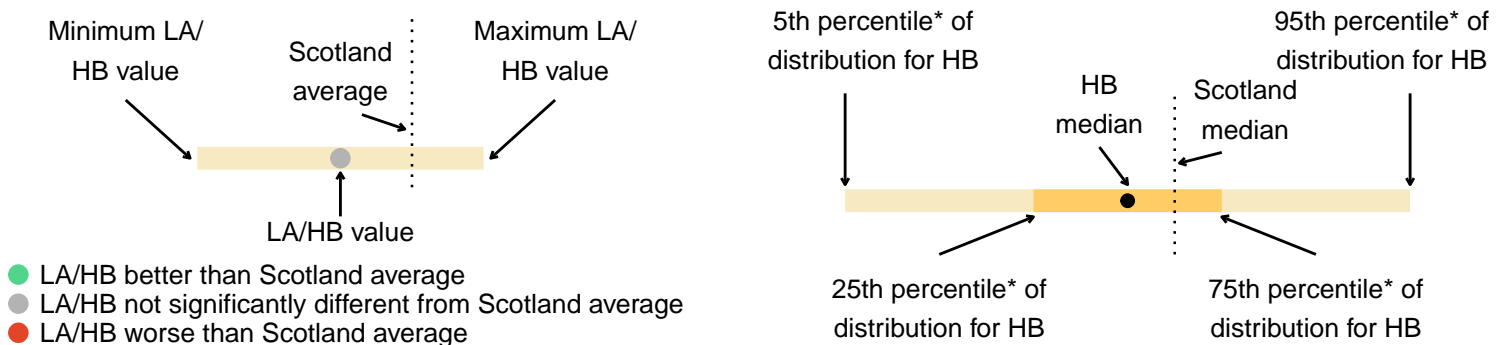 Minimum LA/
HB value
Scotland
average
Maximum LA/
HB value
LA/HB value
LA/HB better than Scotland average
LA/HB not significantly different from Scotland average
LA/HB worse than Scotland average
5th percentile* of
distribution for HB
95th percentile* of
distribution for HB
HB
median
Scotland
median
25th percentile* of
distribution for HB
75th percentile* of
distribution for HB